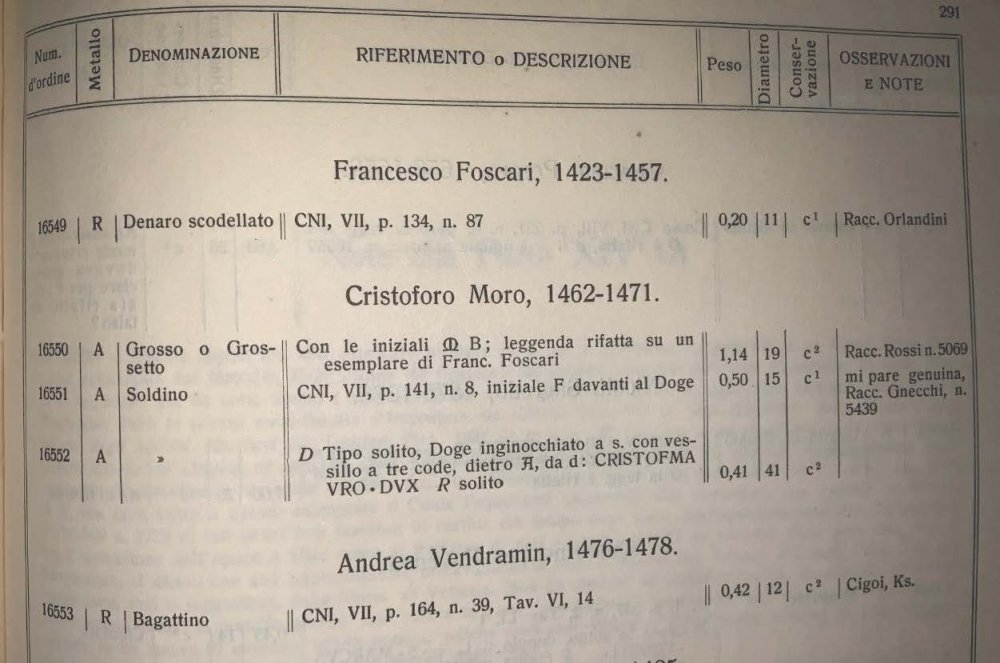 291
Num. d'ordine | Metallo | DENOMINAZIONE | RIFERIMENTO o DESCRIZIONE | Peso | Diametro | Conser-vazione | OSSERVAZIONI E NOTE
Francesco Foscari, 1423-1457.
16549 | R | Denaro scodellato || CNI, VII, p. 134, n. 87 || 0,20 | 11 | c¹ | Racc. Orlandini
Cristoforo Moro, 1462-1471.
16550 | A | Grosso o Gros- || Con le iniziali M B; leggenda rifatta su un
setto esemplare di Franc. Foscari || 1,14 | 19 | c² | Racc. Rossi n. 5069
16551 | A | Soldino || CNI, VII, p. 141, n. 8, iniziale F davanti al Doge || 0,50 | 15 | c¹ | mi pare genuina,
Racc. Gnecchi, n.
5439
16552 | A | » || D Tipo solito, Doge inginocchiato a s. con ves-
sillo a tre code, dietro A, da d: CRISTOFMA
VRO·DVX R solito || 0,41 | 41 | c²
Andrea Vendramin, 1476-1478.
16553 | R | Bagattino || CNI, VII, p. 164, n. 39, Tav. VI, 14 || 0,42 | 12 | c² | Cigoi, Ks.